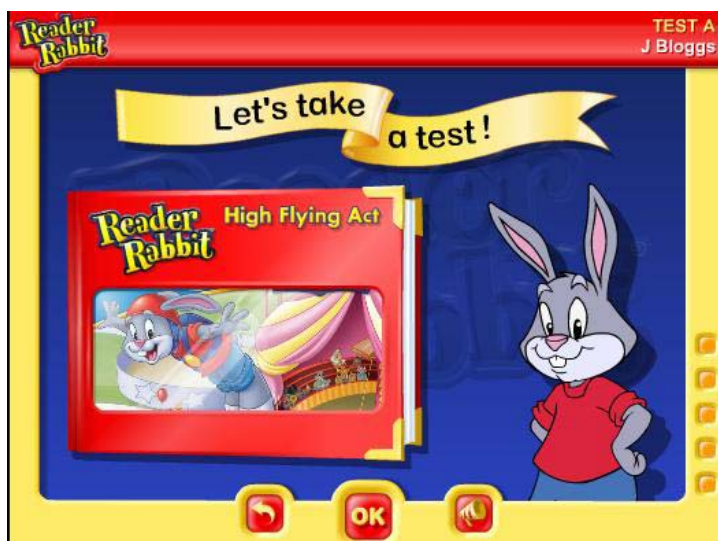 Reader
Rabbit
TEST A
J Bloggs
Let's take
a test!
Reader
Rabbit
High Flying Act
OK